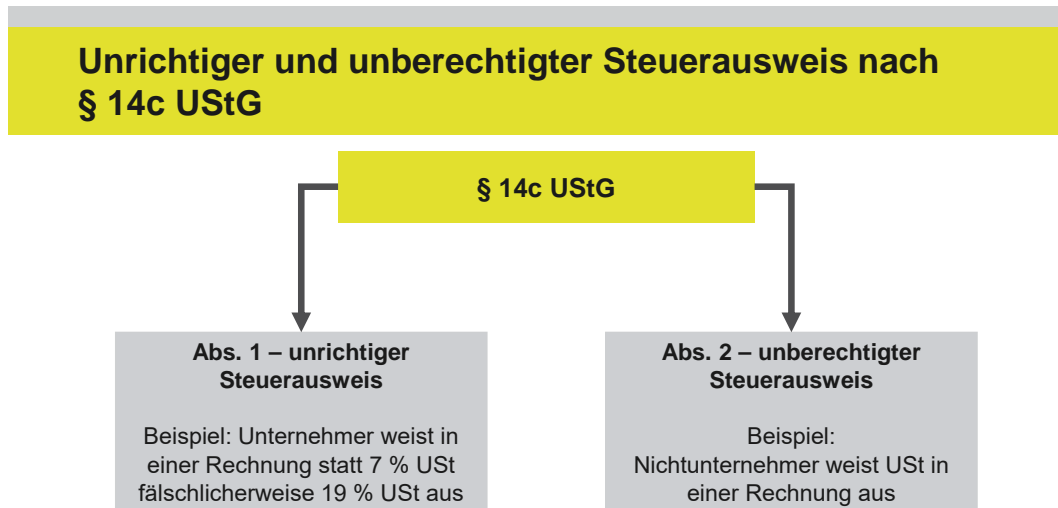 Unrichtiger und unberechtigter Steuerausweis nach
§ 14c UStG
§ 14c UStG
Abs. 1 – unrichtiger
Steuerausweis
Beispiel: Unternehmer weist in
einer Rechnung statt 7 % USt
fälschlicherweise 19 % USt aus
Abs. 2 – unberechtigter
Steuerausweis
Beispiel:
Nichtunternehmer weist USt in
einer Rechnung aus